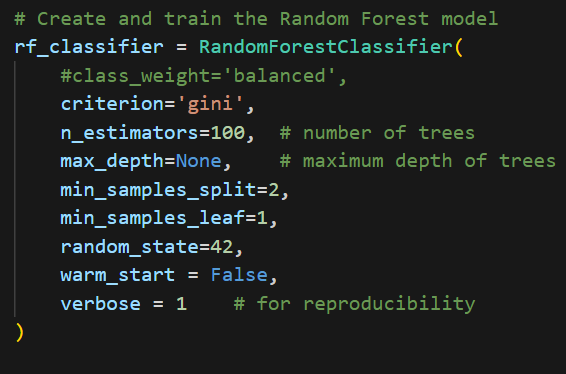 # Create and train the Random Forest model
rf_classifier = RandomForestClassifier(
    #class_weight='balanced',
    criterion='gini',
    n_estimators=100,  # number of trees
    max_depth=None,    # maximum depth of trees
    min_samples_split=2,
    min_samples_leaf=1,
    random_state=42,
    warm_start = False,
    verbose = 1    # for reproducibility
)